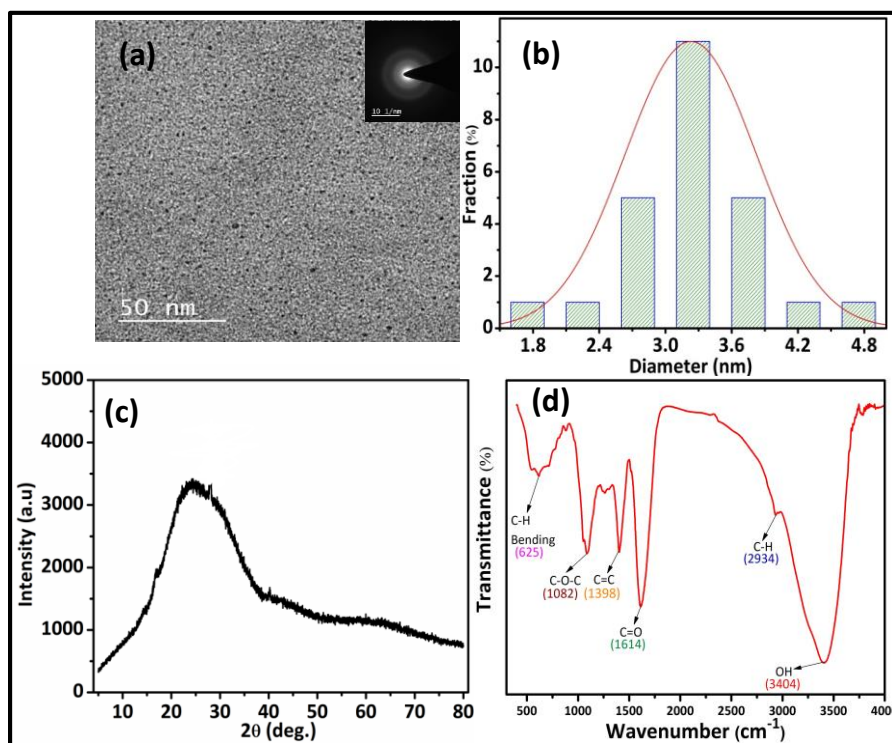 (a)
10 1/nm
50 nm
(b)
Fraction (%)
10
8
6
4
2
0
1.8 2.4 3.0 3.6 4.2 4.8
Diameter (nm)
(c)
Intensity (a.u)
5000
4000
3000
2000
1000
0
10 20 30 40 50 60 70 80
2θ (deg.)
(d)
Transmittance (%)
C-H
Bending
(625)
C-O-C
(1082)
C=C
(1398)
C=O
(1614)
C-H
(2934)
OH
(3404)
500 1000 1500 2000 2500 3000 3500 4000
Wavenumber (cm⁻¹)